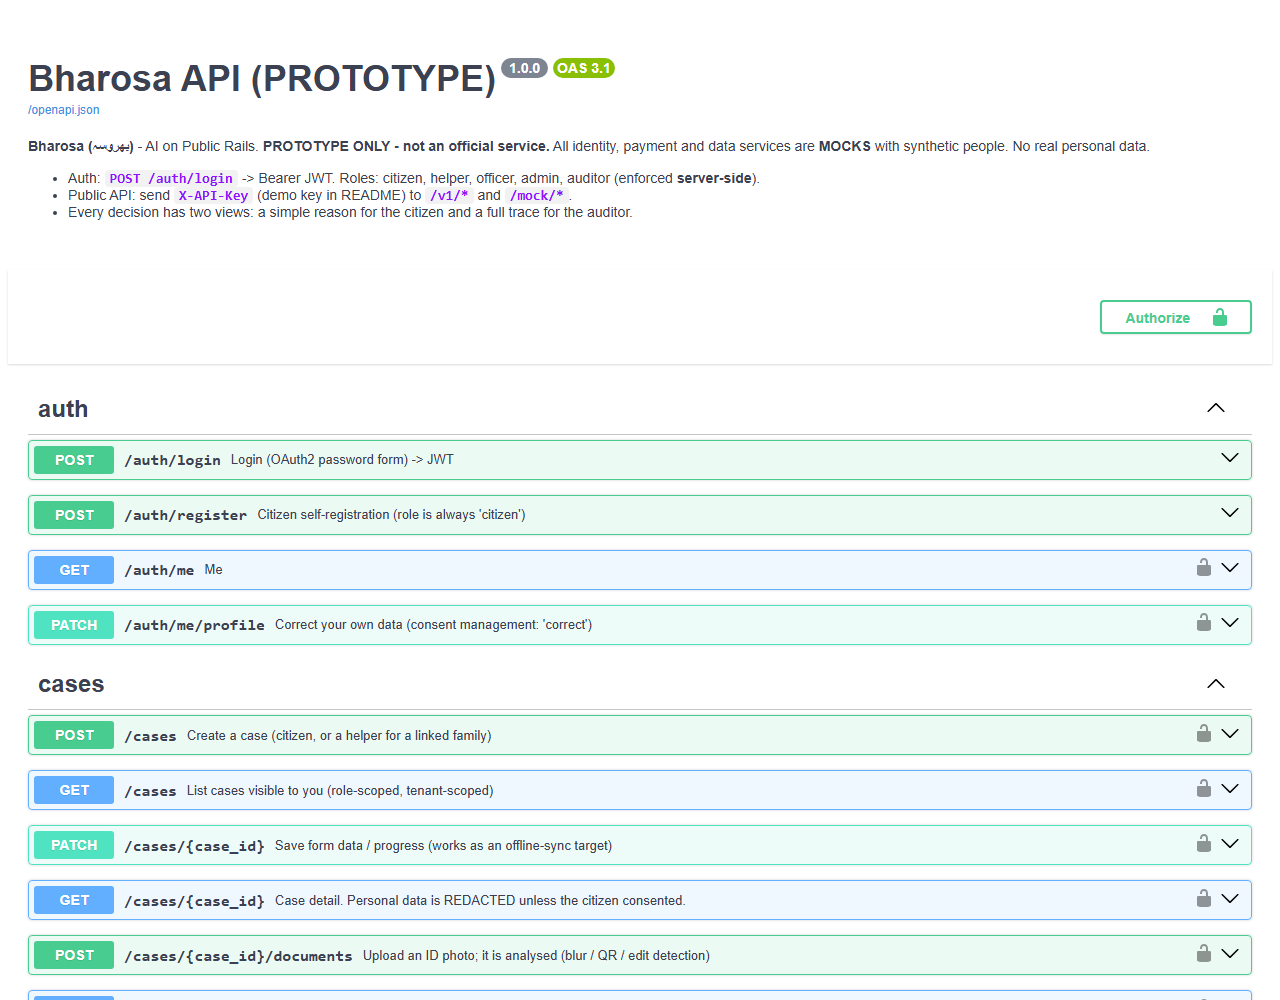 Bharosa API (PROTOTYPE) 1.0.0 OAS 3.1
/openapi.json
Bharosa (بھروسہ) - AI on Public Rails. PROTOTYPE ONLY - not an official service. All identity, payment and data services are MOCKS with synthetic people. No real personal data.
Auth: POST /auth/login -> Bearer JWT. Roles: citizen, helper, officer, admin, auditor (enforced server-side).
Public API: send X-API-Key (demo key in README) to /v1/* and /mock/*.
Every decision has two views: a simple reason for the citizen and a full trace for the auditor.
Authorize
auth
POST /auth/login Login (OAuth2 password form) -> JWT
POST /auth/register Citizen self-registration (role is always 'citizen')
GET /auth/me Me
PATCH /auth/me/profile Correct your own data (consent management: 'correct')
cases
POST /cases Create a case (citizen, or a helper for a linked family)
GET /cases List cases visible to you (role-scoped, tenant-scoped)
PATCH /cases/{case_id} Save form data / progress (works as an offline-sync target)
GET /cases/{case_id} Case detail. Personal data is REDACTED unless the citizen consented.
POST /cases/{case_id}/documents Upload an ID photo; it is analysed (blur / QR / edit detection)